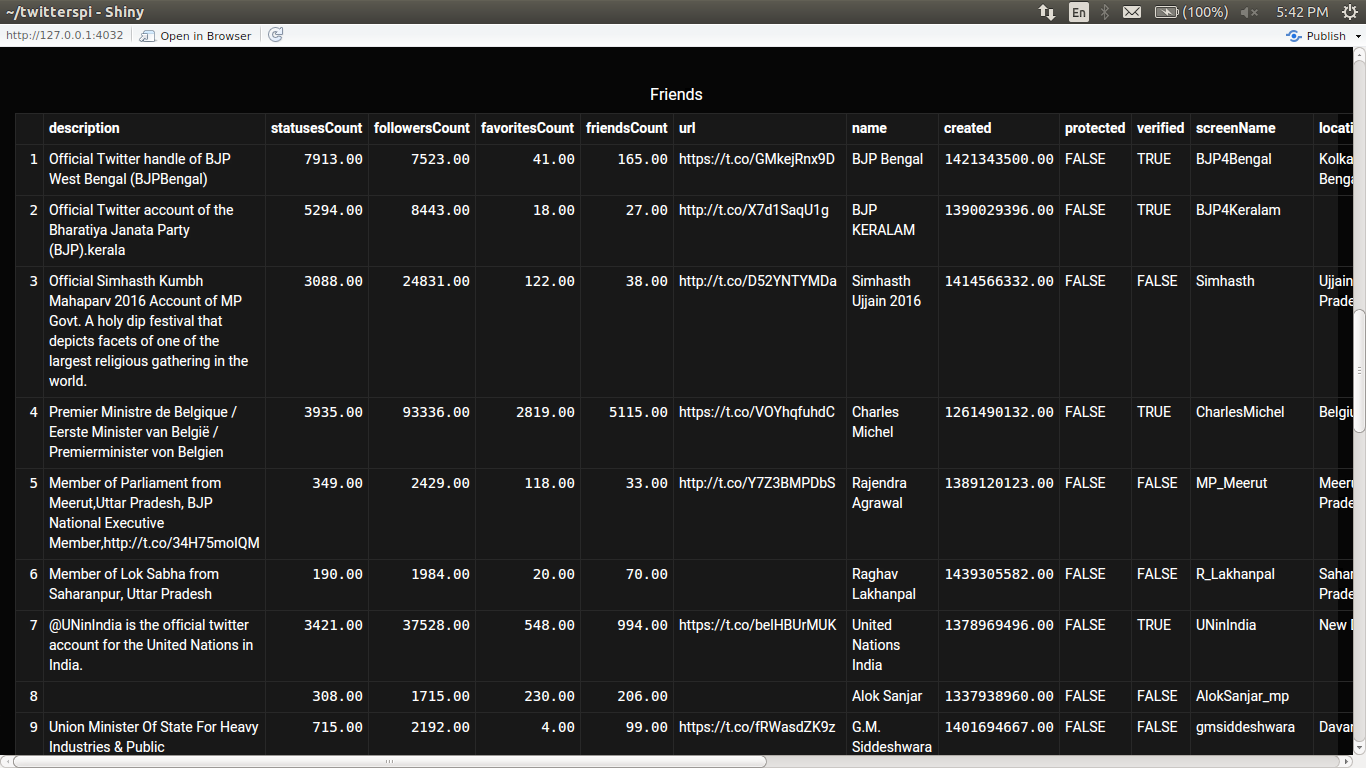 ~/twitterspi - Shiny
En
(100%)
5:42 PM
http://127.0.0.1:4032
Open in Browser
Publish
Friends
description statusesCount followersCount favoritesCount friendsCount url name created protected verified screenName locati
1 Official Twitter handle of BJP 7913.00 7523.00 41.00 165.00 https://t.co/GMkejRnx9D BJP Bengal 1421343500.00 FALSE TRUE BJP4Bengal Kolka
West Bengal (BJPBengal) Benga
2 Official Twitter account of the 5294.00 8443.00 18.00 27.00 http://t.co/X7d1SaqU1g BJP 1390029396.00 FALSE TRUE BJP4Keralam
Bharatiya Janata Party KERALAM
(BJP).kerala
3 Official Simhasth Kumbh 3088.00 24831.00 122.00 38.00 http://t.co/D52YNTYMDa Simhasth 1414566332.00 FALSE FALSE Simhasth Ujjain
Mahaparv 2016 Account of MP Ujjain 2016 Prade
Govt. A holy dip festival that
depicts facets of one of the
largest religious gathering in the
world.
4 Premier Ministre de Belgique / 3935.00 93336.00 2819.00 5115.00 https://t.co/VOYhqfuhdC Charles 1261490132.00 FALSE TRUE CharlesMichel Belgiu
Eerste Minister van België / Michel
Premierminister von Belgien
5 Member of Parliament from 349.00 2429.00 118.00 33.00 http://t.co/Y7Z3BMPDbS Rajendra 1389120123.00 FALSE FALSE MP_Meerut Meeru
Meerut,Uttar Pradesh, BJP Agrawal Prade
National Executive
Member,http://t.co/34H75moIQM
6 Member of Lok Sabha from 190.00 1984.00 20.00 70.00 Raghav 1439305582.00 FALSE FALSE R_Lakhanpal Sahar
Saharanpur, Uttar Pradesh Lakhanpal Prade
7 @UNinIndia is the official twitter 3421.00 37528.00 548.00 994.00 https://t.co/beIHBUrMUK United 1378969496.00 FALSE TRUE UNinIndia New
account for the United Nations in Nations
India. India
8 308.00 1715.00 230.00 206.00 Alok Sanjar 1337938960.00 FALSE FALSE AlokSanjar_mp
9 Union Minister Of State For Heavy 715.00 2192.00 4.00 99.00 https://t.co/fRWasdZK9z G.M. 1401694667.00 FALSE FALSE gmsiddeshwara Davar
Industries & Public Siddeshwara